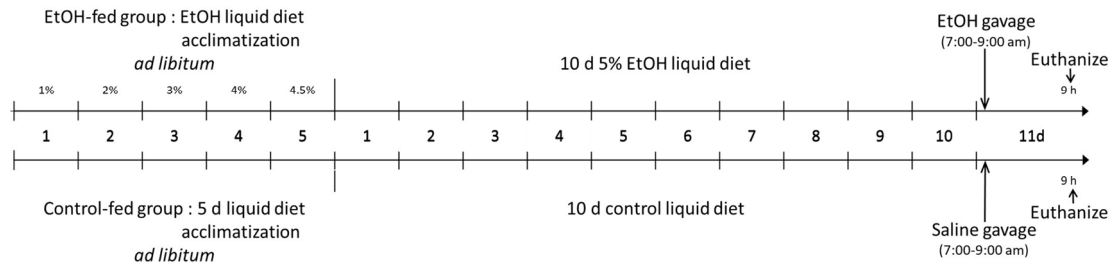 EtOH-fed group : EtOH liquid diet
acclimatization
ad libitum
10 d 5% EtOH liquid diet
EtOH gavage
(7:00-9:00 am)
Euthanize
9 h
1% 2% 3% 4% 4.5%
1 2 3 4 5 1 2 3 4 5 6 7 8 9 10 11d
9 h
Euthanize
Control-fed group : 5 d liquid diet
acclimatization
ad libitum
10 d control liquid diet
Saline gavage
(7:00-9:00 am)